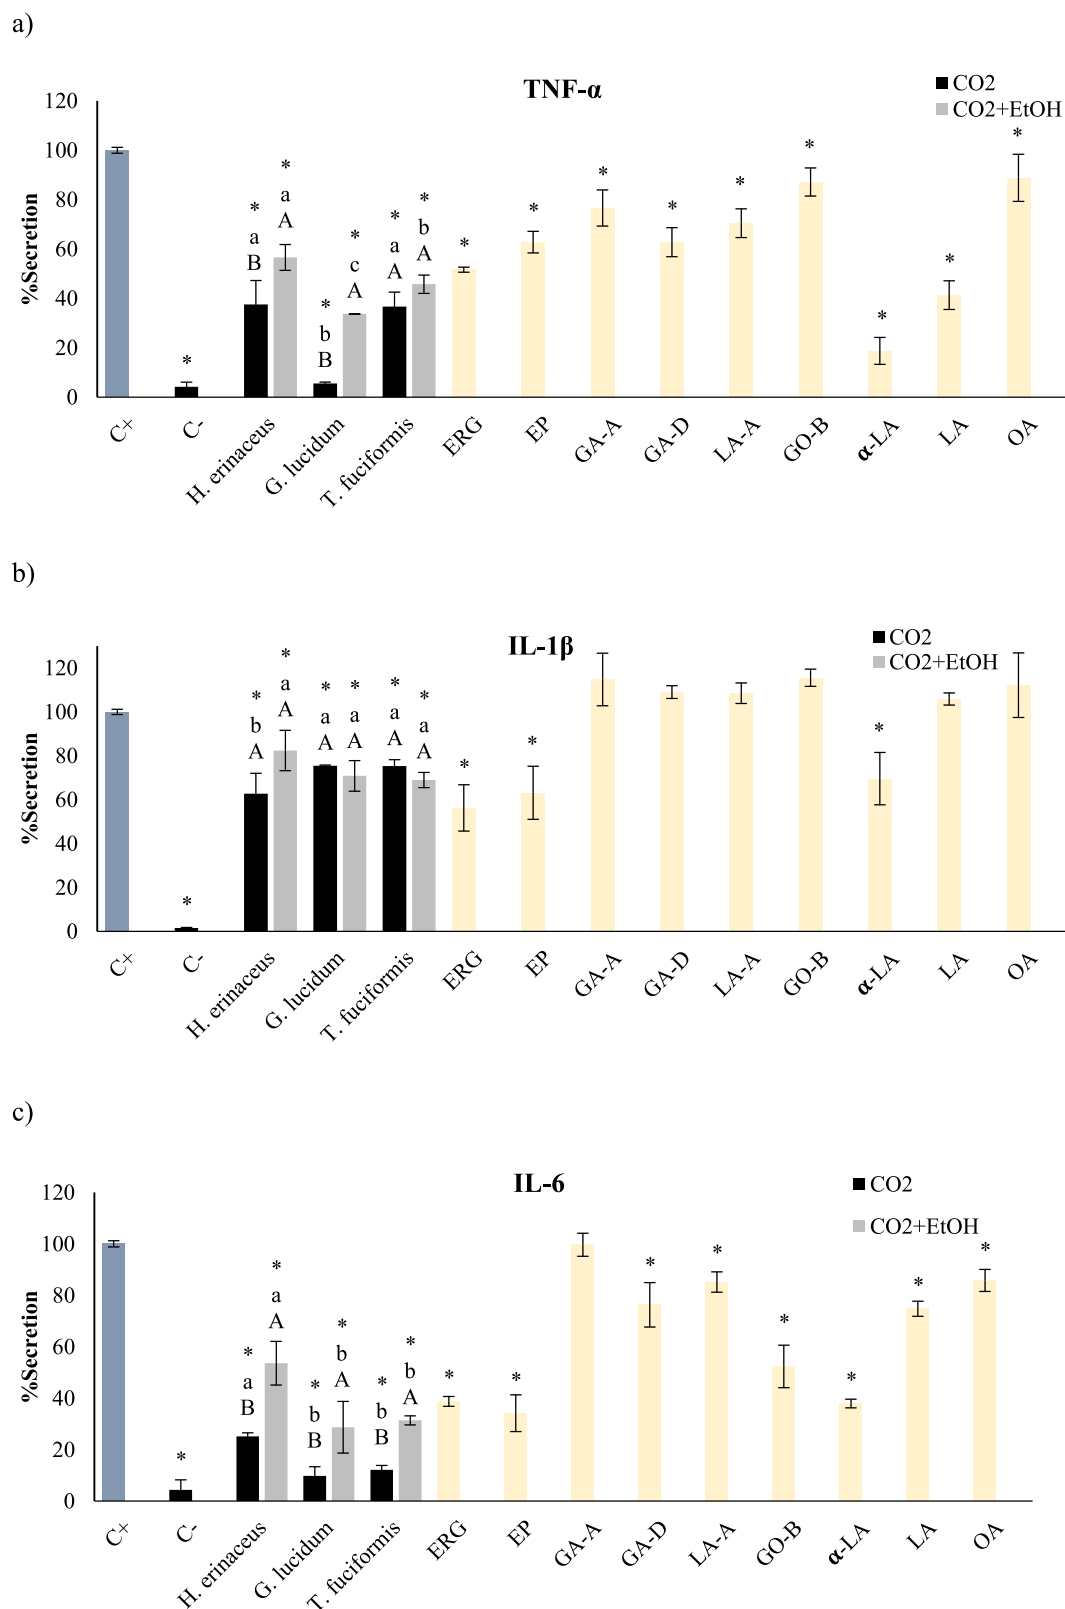 a)
TNF-α
CO2
CO2+EtOH
%Secretion
120
100
80
60
40
20
0
* * a B * a A * b B * c A * a A * b A * * * * * * * * *
C+ C- H. erinaceus G. lucidum T. fuciformis ERG EP GA-A GA-D LA-A GO-B α-LA LA OA
b)
IL-1β
CO2
CO2+EtOH
%Secretion
120
100
80
60
40
20
0
* * b A * a A * a A * a A * a A * a A * * *
C+ C- H. erinaceus G. lucidum T. fuciformis ERG EP GA-A GA-D LA-A GO-B α-LA LA OA
c)
IL-6
CO2
CO2+EtOH
%Secretion
120
100
80
60
40
20
0
* * a B * a A * b B * b A * b B * b A * * * * * * * *
C+ C- H. erinaceus G. lucidum T. fuciformis ERG EP GA-A GA-D LA-A GO-B α-LA LA OA